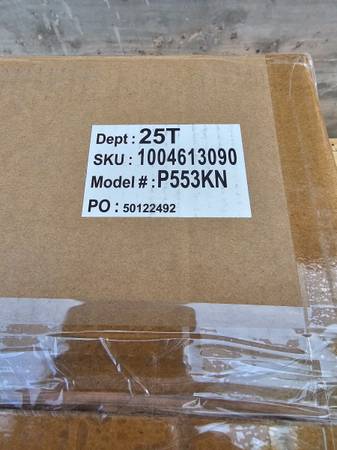 Dept : 25T
SKU : 1004613090
Model # : P553KN
PO : 50122492